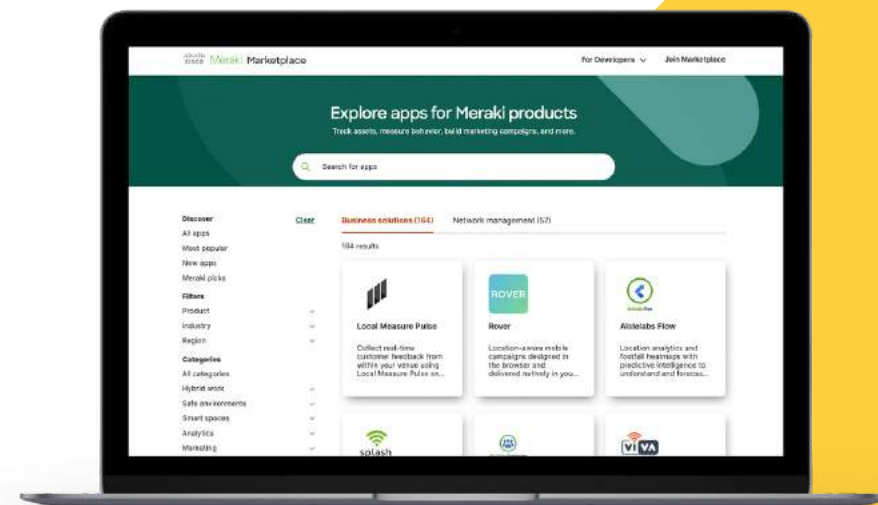 CISCO Meraki Marketplace
For Developers
Join Marketplace
Explore apps for Meraki products
Track assets, measure behavior, build marketing campaigns, and more.
Search for apps
Discover
Clear
All apps
Most popular
New apps
Meraki picks
Filters
Product
Industry
Region
Categories
All categories
Hybrid work
Safe environments
Smart spaces
Analytics
Marketing
Business solutions (164)
Network management (57)
164 results
Local Measure Pulse
Collect real-time
customer feedback from
within your venue using
Local Measure Pulse an...
ROVER
Rover
Location-aware mobile
campaigns designed in
the browser and
delivered natively in you...
Aislelabs Flow
Location analytics and
footfall heatmaps with
predictive intelligence to
understand and forecas...
splash
ViVA